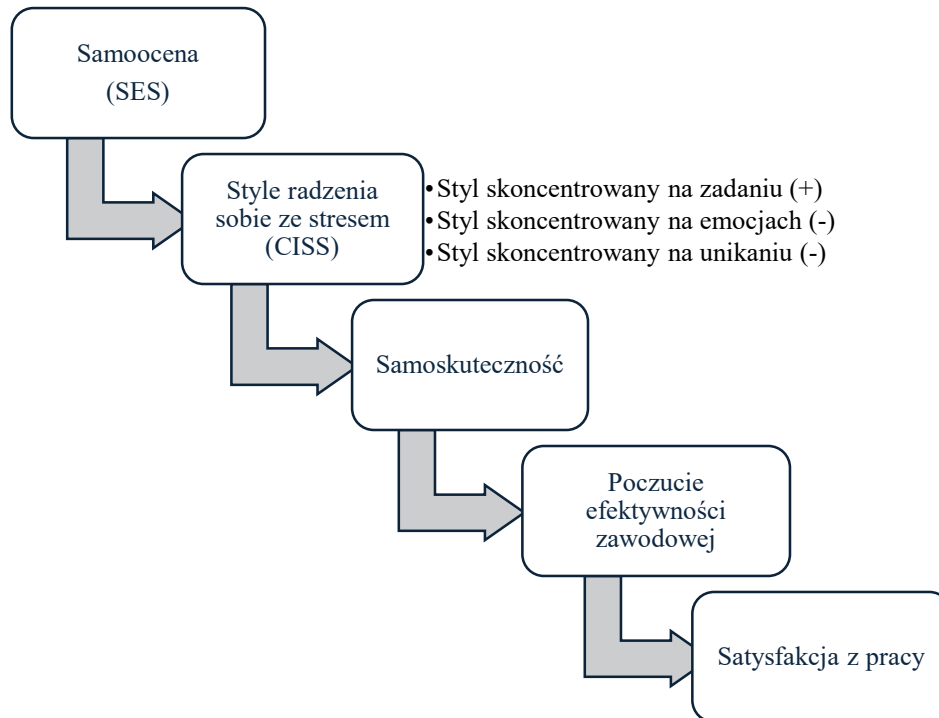 Samoocena
(SES)
Style radzenia
sobie ze stresem
(CISS)
•Styl skoncentrowany na zadaniu (+)
•Styl skoncentrowany na emocjach (-)
•Styl skoncentrowany na unikaniu (-)
Samoskuteczność
Poczucie
efektywności
zawodowej
Satysfakcja z pracy